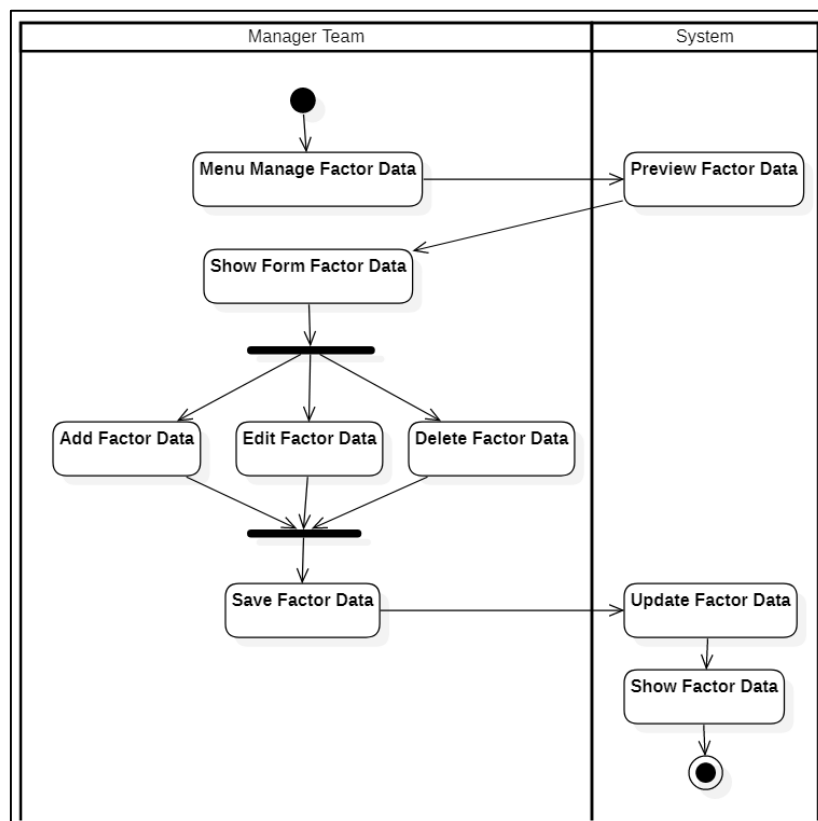 Manager Team
System
Menu Manage Factor Data
Preview Factor Data
Show Form Factor Data
Add Factor Data
Edit Factor Data
Delete Factor Data
Save Factor Data
Update Factor Data
Show Factor Data